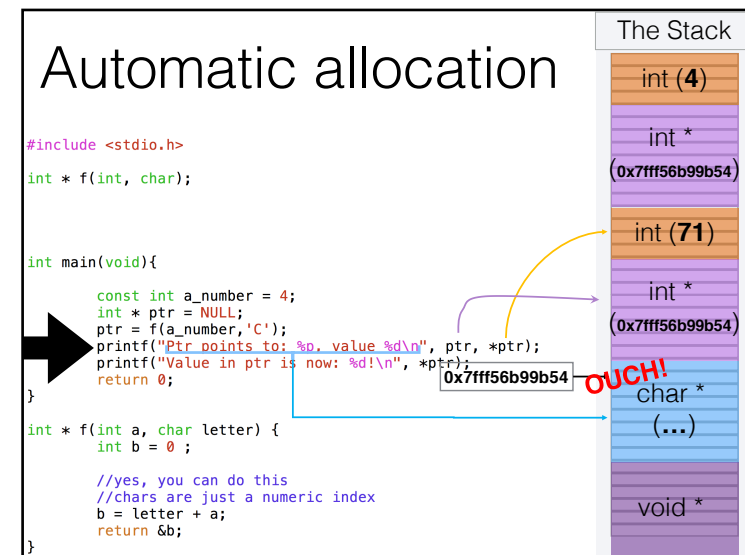 Automatic allocation
#include <stdio.h>
int * f(int, char);
int main(void){
const int a_number = 4;
int * ptr = NULL;
ptr = f(a_number,'C');
printf("Ptr points to: %p, value %d\n", ptr, *ptr);
printf("Value in ptr is now: %d!\n", *ptr);
return 0;
}
int * f(int a, char letter) {
int b = 0 ;
//yes, you can do this
//chars are just a numeric index
b = letter + a;
return &b;
}
0x7fff56b99b54
OUCH!
The Stack
int (4)
int *
(0x7fff56b99b54)
int (71)
int *
(0x7fff56b99b54)
char *
(...)
void *